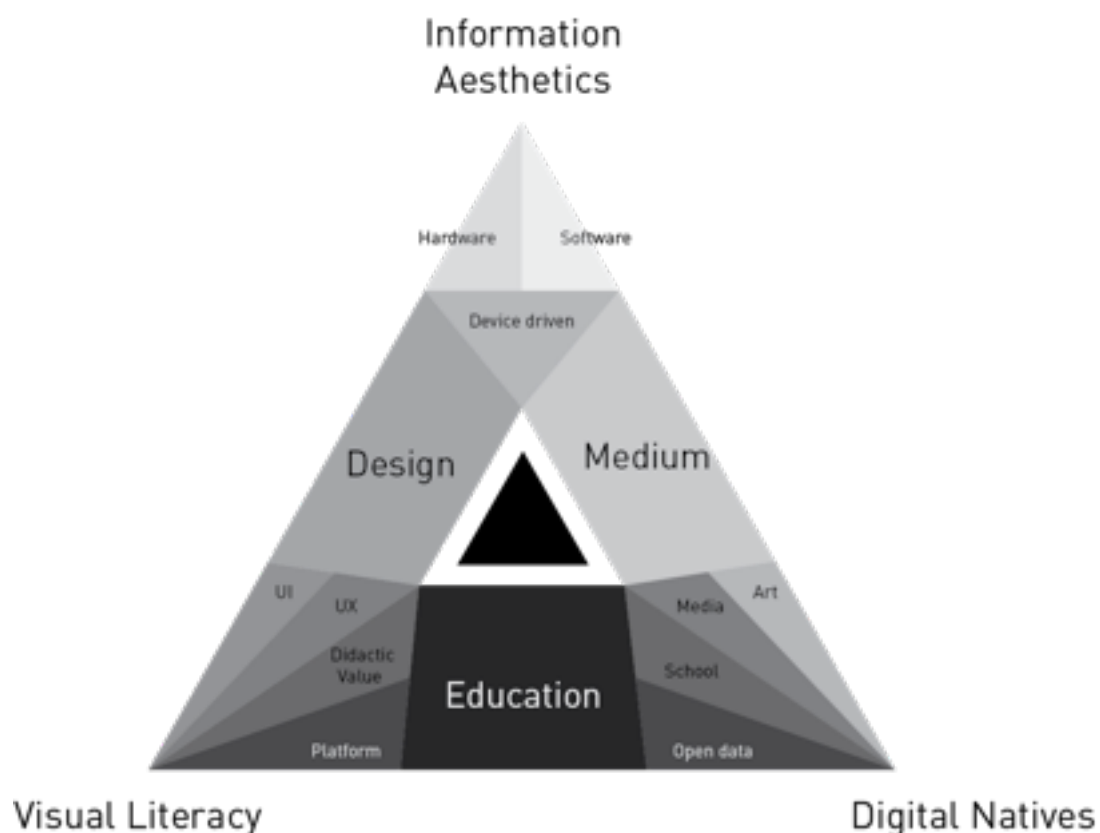 Information
Aesthetics
Hardware
Software
Device driven
Design
Medium
UI
UX
Media
Art
Didactic
Value
School
Education
Platform
Open data
Visual Literacy
Digital Natives